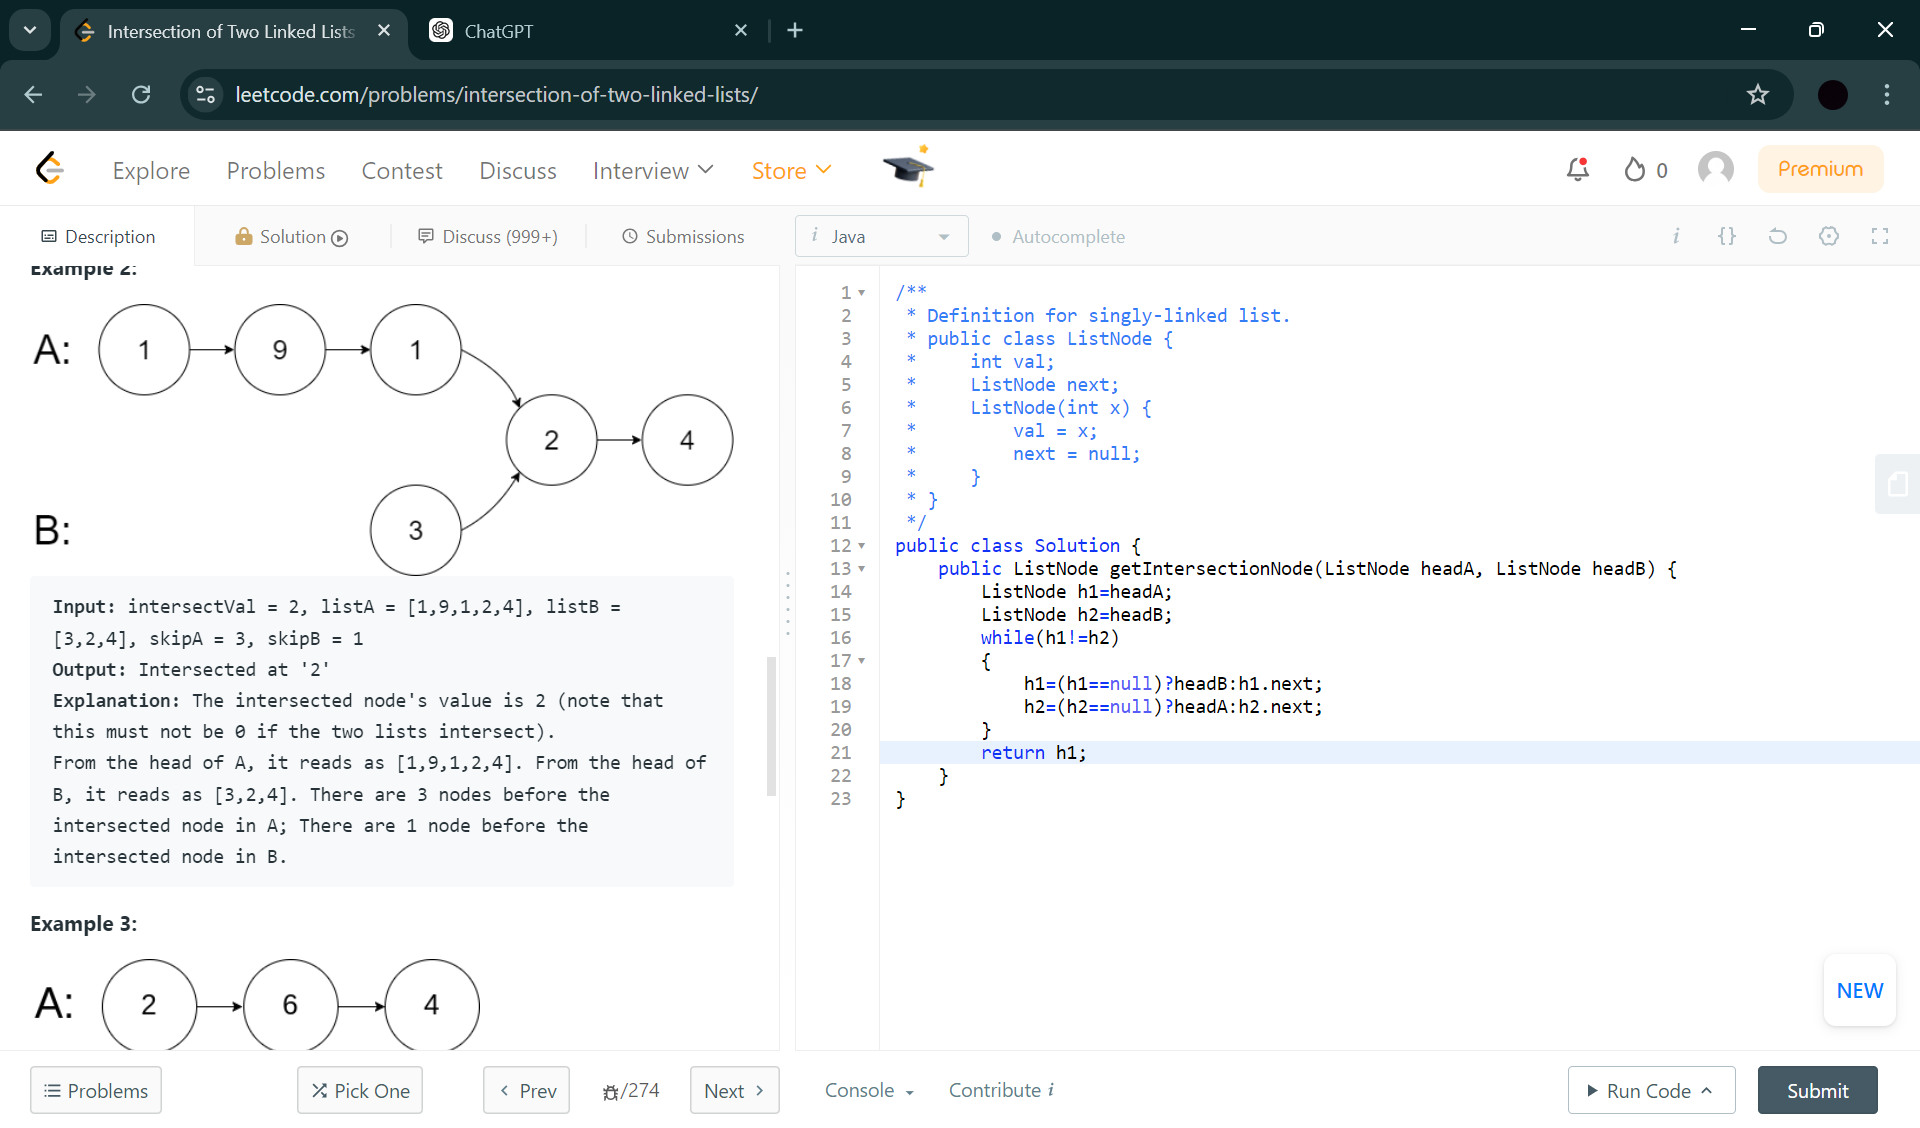 Intersection of Two Linked Lists
ChatGPT
leetcode.com/problems/intersection-of-two-linked-lists/
Explore Problems Contest Discuss Interview Store 0 Premium
Description Solution Discuss (999+) Submissions
i Java Autocomplete i {}
Example 2:
A: 1 9 1
2 4
B: 3
Input: intersectVal = 2, listA = [1,9,1,2,4], listB =
[3,2,4], skipA = 3, skipB = 1
Output: Intersected at '2'
Explanation: The intersected node's value is 2 (note that
this must not be 0 if the two lists intersect).
From the head of A, it reads as [1,9,1,2,4]. From the head of
B, it reads as [3,2,4]. There are 3 nodes before the
intersected node in A; There are 1 node before the
intersected node in B.
Example 3:
A: 2 6 4
1 /**
2 * Definition for singly-linked list.
3 * public class ListNode {
4 * int val;
5 * ListNode next;
6 * ListNode(int x) {
7 * val = x;
8 * next = null;
9 * }
10 * }
11 */
12 public class Solution {
13 public ListNode getIntersectionNode(ListNode headA, ListNode headB) {
14 ListNode h1=headA;
15 ListNode h2=headB;
16 while(h1!=h2)
17 {
18 h1=(h1==null)?headB:h1.next;
19 h2=(h2==null)?headA:h2.next;
20 }
21 return h1;
22 }
23 }
NEW
Problems Pick One Prev /274 Next Console Contribute i Run Code Submit